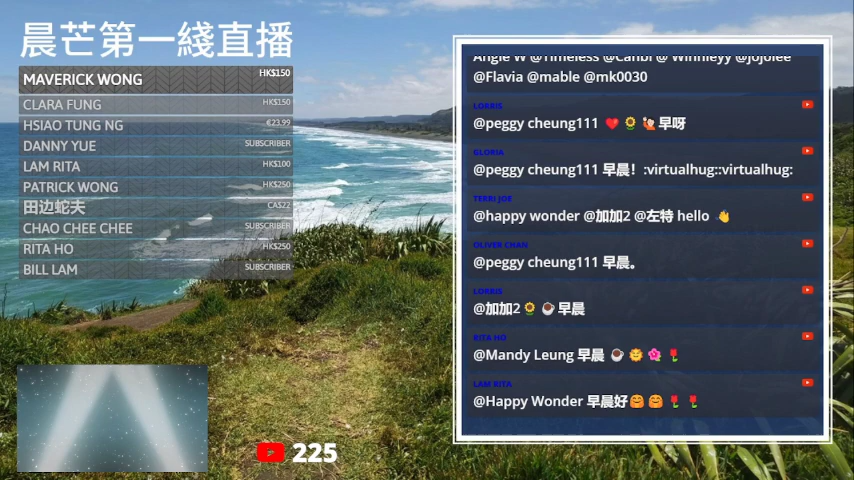 晨芒第一綫直播
MAVERICK WONG HK$150
CLARA FUNG HK$150
HSIAO TUNG NG €23.99
DANNY YUE SUBSCRIBER
LAM RITA HK$100
PATRICK WONG HK$250
田边蛇夫 CA$22
CHAO CHEE CHEE SUBSCRIBER
RITA HO HK$250
BILL LAM SUBSCRIBER
225
Angie W @Timeless @Canbi @ Winnieyy @jojolee
@Flavia @mable @mk0030
LORRIS
@peggy cheung111 ❤️ 🌻 🙋 早呀
GLORIA
@peggy cheung111 早晨！:virtualhug::virtualhug:
TERRI JOE
@happy wonder @加加2 @左特 hello 👋
OLIVER CHAN
@peggy cheung111 早晨。
LORRIS
@加加2 🌻 ☕ 早晨
RITA HO
@Mandy Leung 早晨 ☕ 🌞 🌺 🌷
LAM RITA
@Happy Wonder 早晨好 🤗 🤗 🌷 🌷